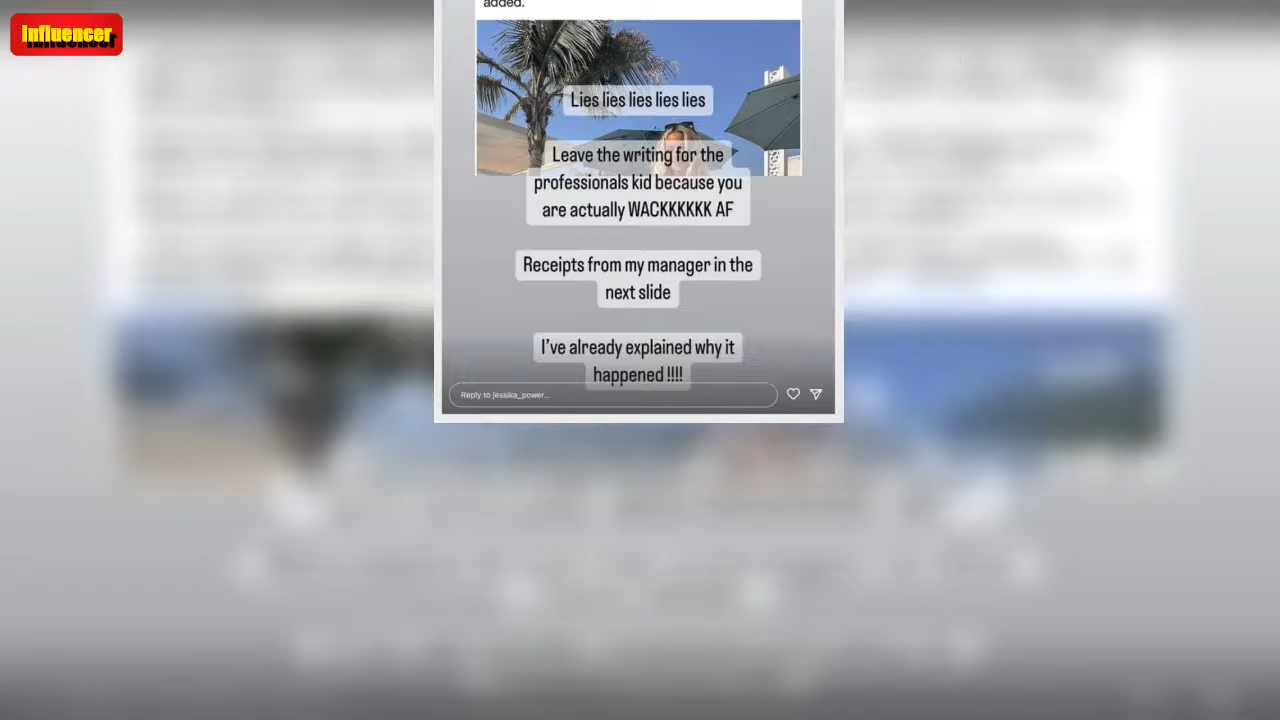 Influencer
added.
Lies lies lies lies lies
Leave the writing for the
professionals kid because you
are actually WACKKKKKK AF
Receipts from my manager in the
next slide
I've already explained why it
happened !!!!
Reply to jessika_power...